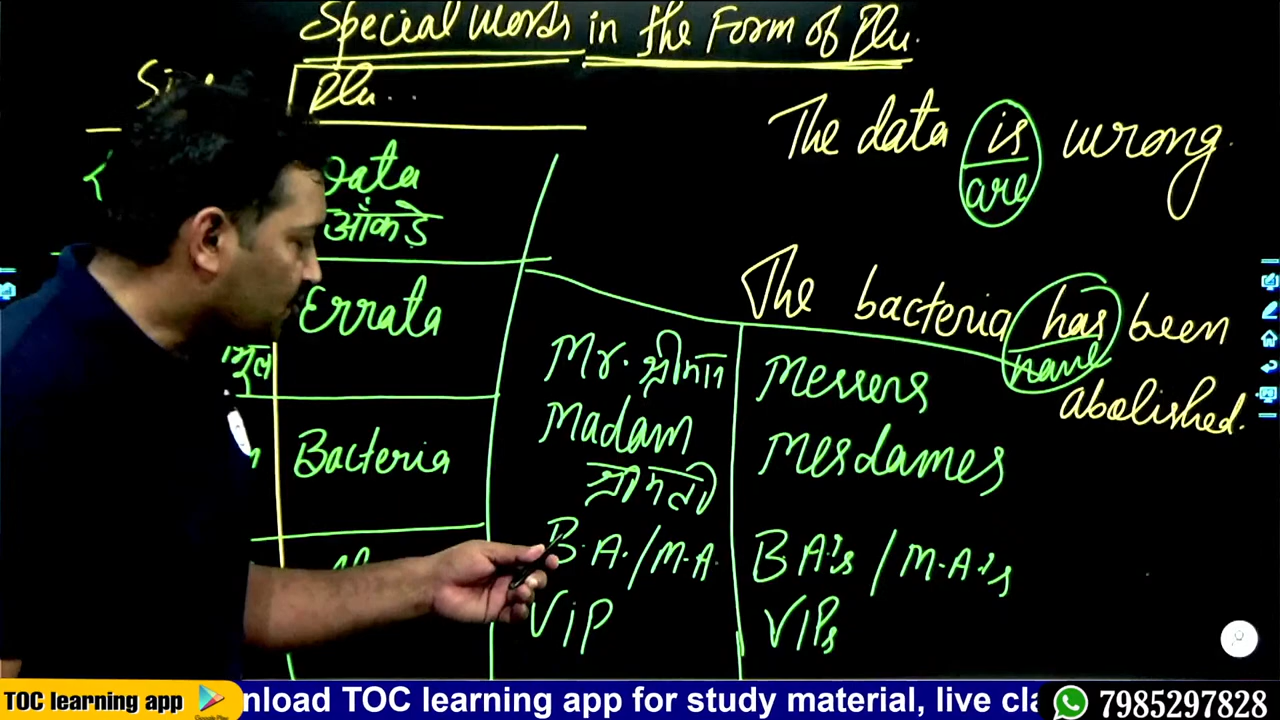 Special Words in the Form of Plu.
Plu...
Data
आँकड़े
Errata
भूल
Bacteria
The data is wrong.
are
The bacteria has been
have
abolished.
Mr. श्रीमान
Messers
Madam
श्रीमती
Mesdames
B.A./M.A
B A's / M.A's
VIP
VIPs
TOC learning app
nload TOC learning app for study material, live cla
7985297828